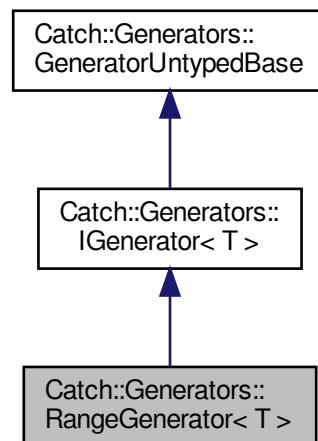 Catch::Generators::
GeneratorUntypedBase
Catch::Generators::
IGenerator< T >
Catch::Generators::
RangeGenerator< T >